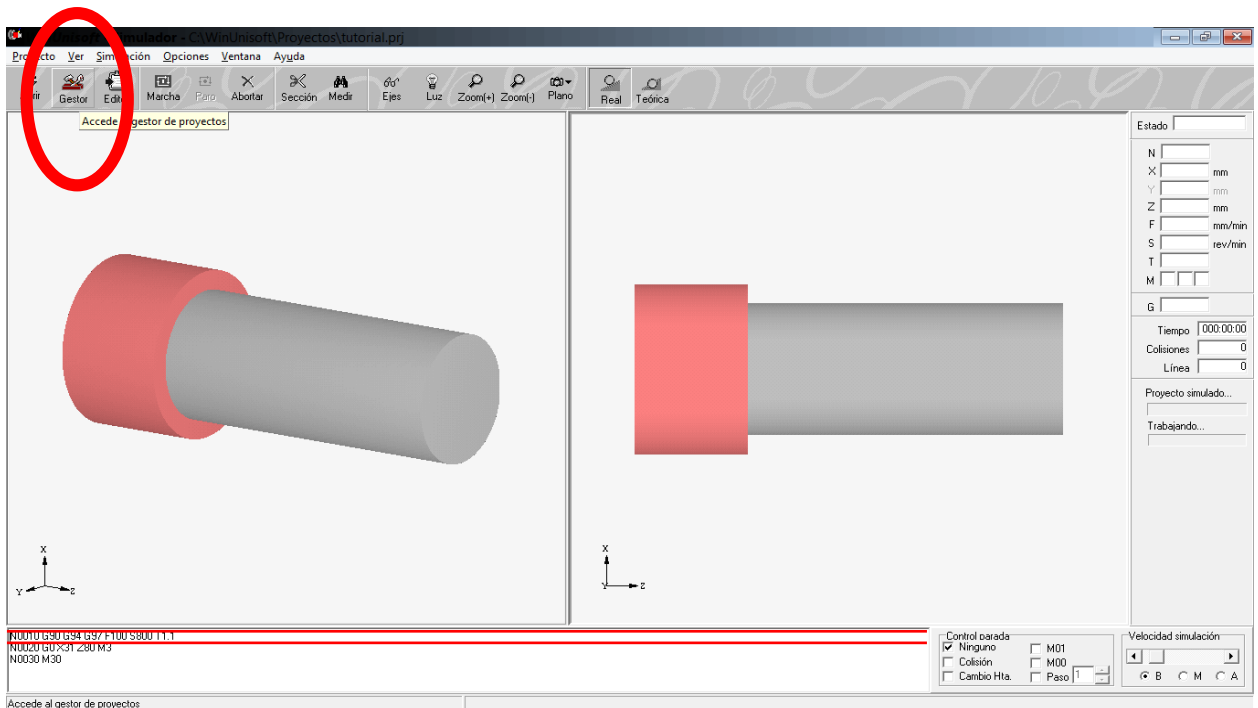 mulador - C:\WinUnisoft\Proyectos\tutorial.prj
Proyecto Ver Simulación Opciones Ventana Ayuda
Gestor Editor Marcha Paro Abortar Sección Medir Ejes Luz Zoom(+) Zoom(-) Plano Real Teórica
Accede al gestor de proyectos
Estado
N
X mm
Y mm
Z mm
F mm/min
S rev/min
T
M
G
Tiempo 000:00:00
Colisiones 0
Línea 0
Proyecto simulado...
Trabajando...
X
Y
Z
X
Y
Z
N0010 G90 G94 G97 F100 S800 T1.1
N0020 G0 X31 Z80 M3
N0030 M30
Control parada
Ninguno M01
Colisión M00
Cambio Hta. Paso 1
Velocidad simulación
B M A
Accede al gestor de proyectos